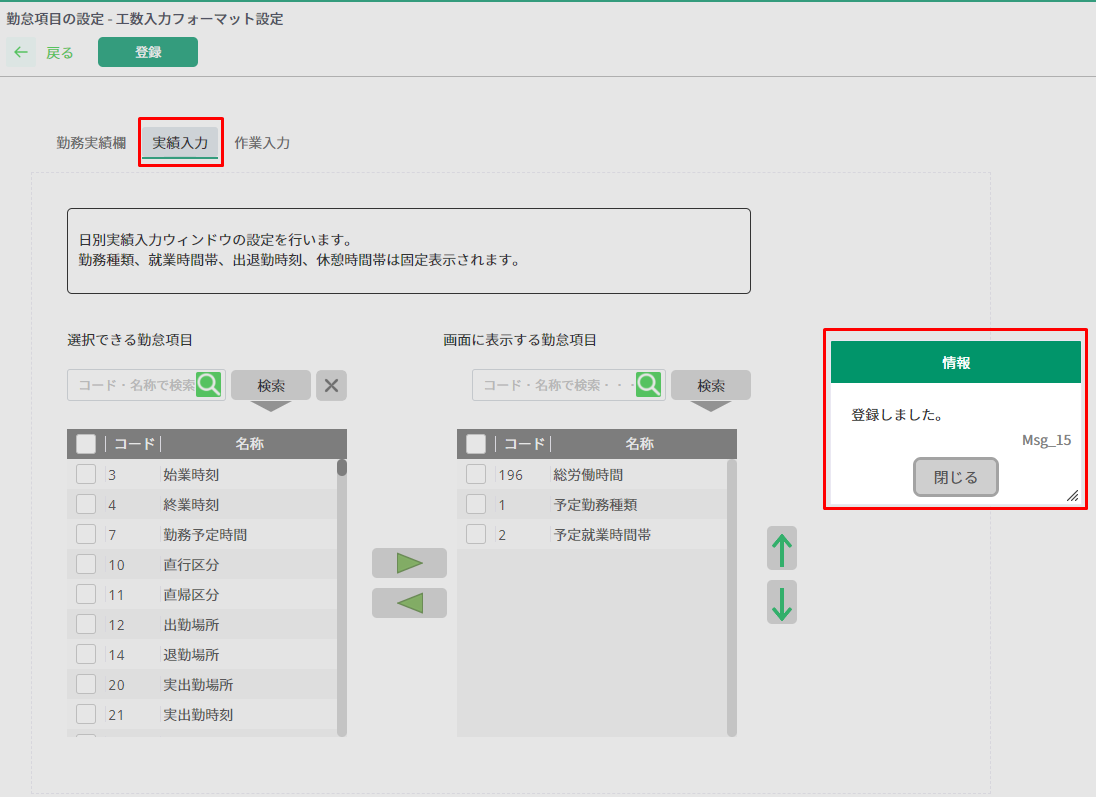 勤怠項目の設定 - 工数入力フォーマット設定
戻る 登録
勤務実績欄 実績入力 作業入力
日別実績入力ウィンドウの設定を行います。
勤務種類、就業時間帯、出退勤時刻、休憩時間帯は固定表示されます。
選択できる勤怠項目
コード・名称で検索 検索
コード 名称
3 始業時刻
4 終業時刻
7 勤務予定時間
10 直行区分
11 直帰区分
12 出勤場所
14 退勤場所
20 実出勤場所
21 実出勤時刻
画面に表示する勤怠項目
コード・名称で検索・・ 検索
コード 名称
196 総労働時間
1 予定勤務種類
2 予定就業時間帯
情報
登録しました。
Msg_15
閉じる